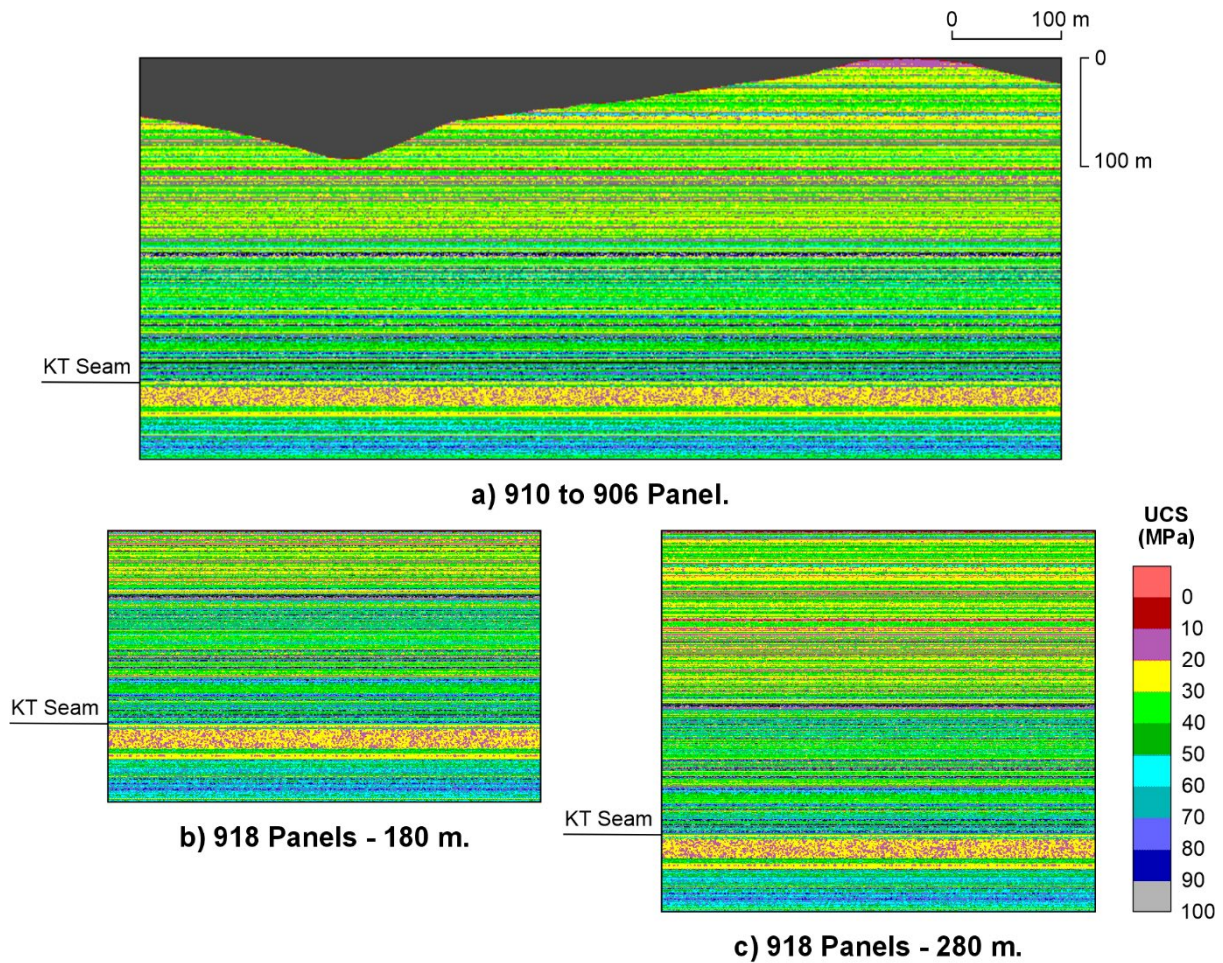 0 100 m
0
100 m
KT Seam
a) 910 to 906 Panel.
UCS
(MPa)
0
10
20
30
40
50
60
70
80
90
100
KT Seam
b) 918 Panels - 180 m.
KT Seam
c) 918 Panels - 280 m.